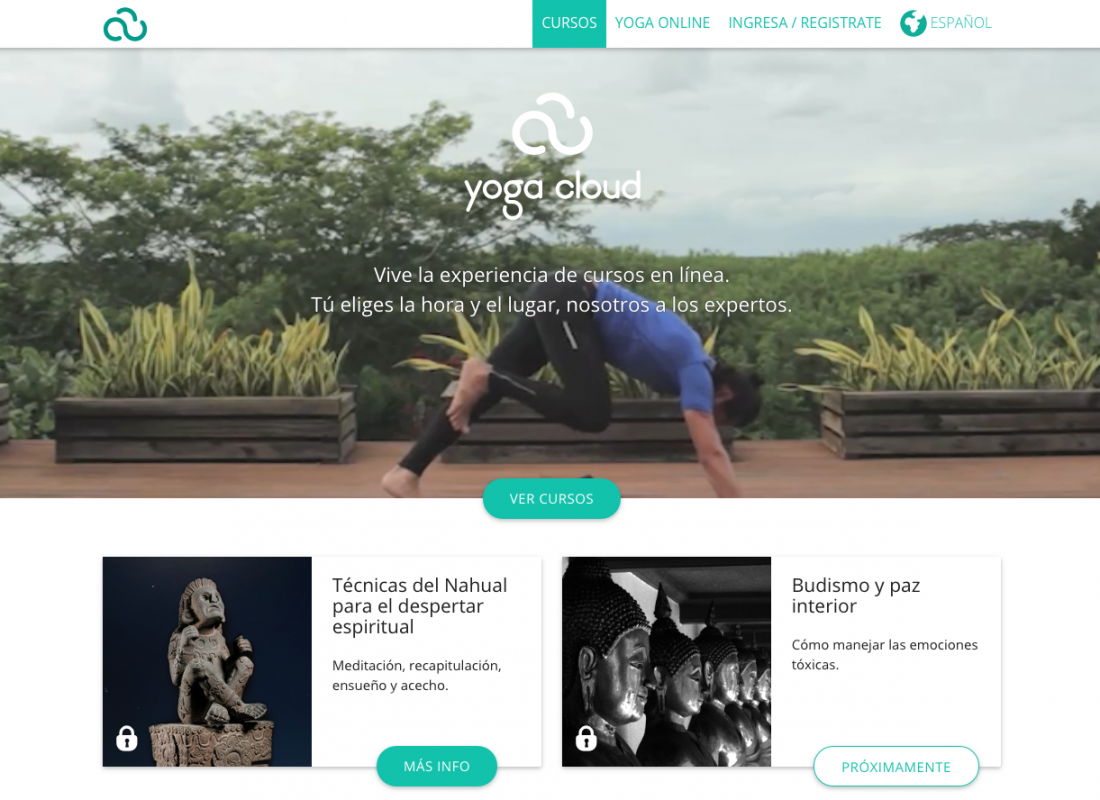 CURSOS
YOGA ONLINE
INGRESA / REGISTRATE
ESPAÑOL
yoga cloud
Vive la experiencia de cursos en línea.
Tú eliges la hora y el lugar, nosotros a los expertos.
VER CURSOS
Técnicas del Nahual
para el despertar
espiritual
Meditación, recapitulación,
ensueño y acecho.
MÁS INFO
Budismo y paz
interior
Cómo manejar las emociones
tóxicas.
PRÓXIMAMENTE